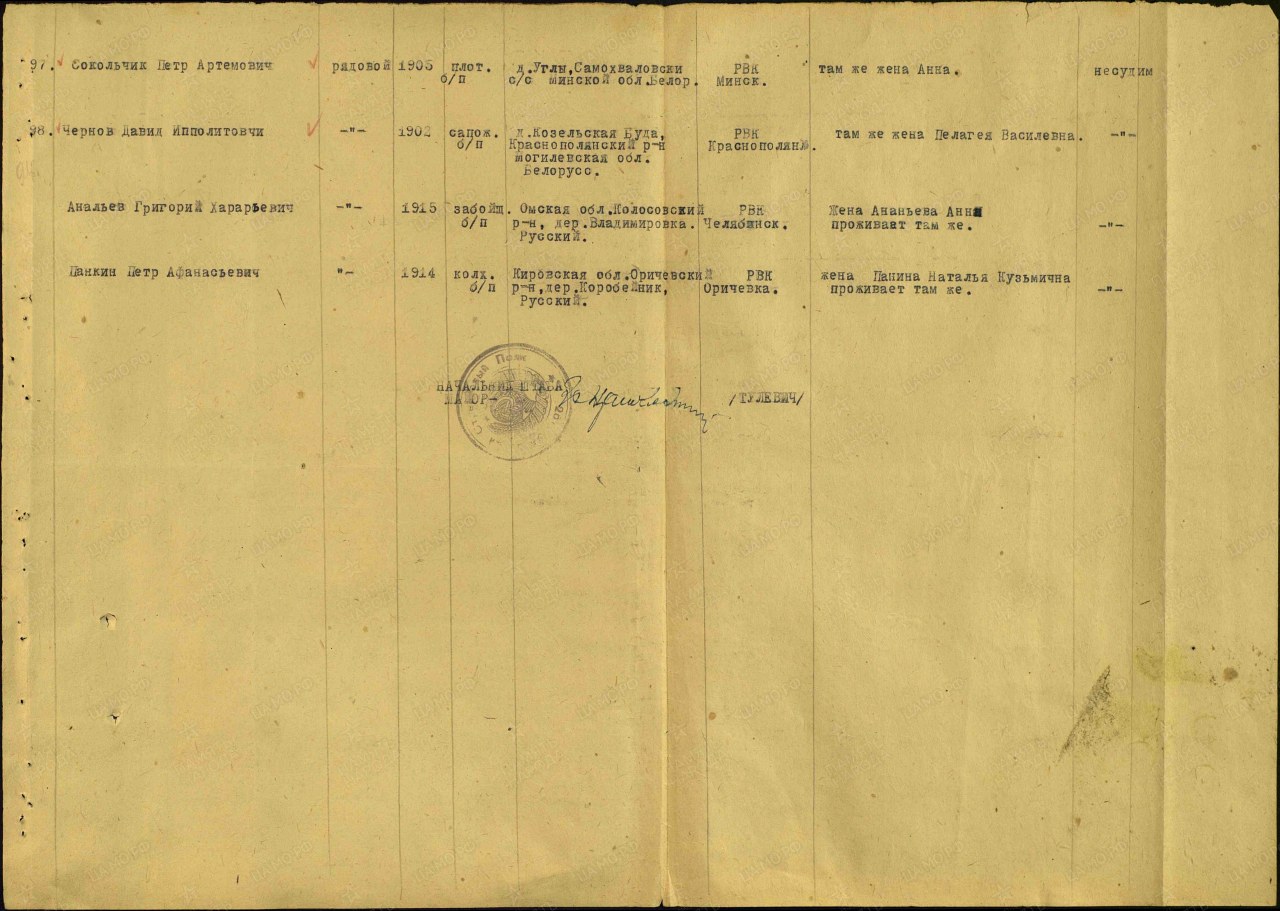 97. Сокольчик Петр Артемович рядовой 1905 плот. д.Углы,Самохваловски РВК там же жена Анна. несудим
б/п с/с минской обл.Белор. Минск.
98. Чернов Давид Ипполитовчи -"- 1902 сапож. д.Козельская Буда, РВК там же жена Пелагея Василевна. -"-
б/п Краснополянский р-н Краснополянк.
могилевская обл.
Белорусс.
Анальев Григорий Харарьевич -"- 1915 забойщ. Омская обл.Колосовский РВК Жена Ананьева Анна
б/п р-н, дер.Владимировка. Челябинск. проживает там же. -"-
Русский.
Панкин Петр Афанасьевич "- 1914 колх. Кировская обл.Оричевский РВК жена Папина Наталья Кузьмична
б/п р-н,дер.Коробейник, Оричевка. проживает там же. -"-
Русский.
НАЧАЛЬНИК ШТАБА
МАЙОР- /ТУЛЕВИЧ/
Полк
ЦАМО.РФ